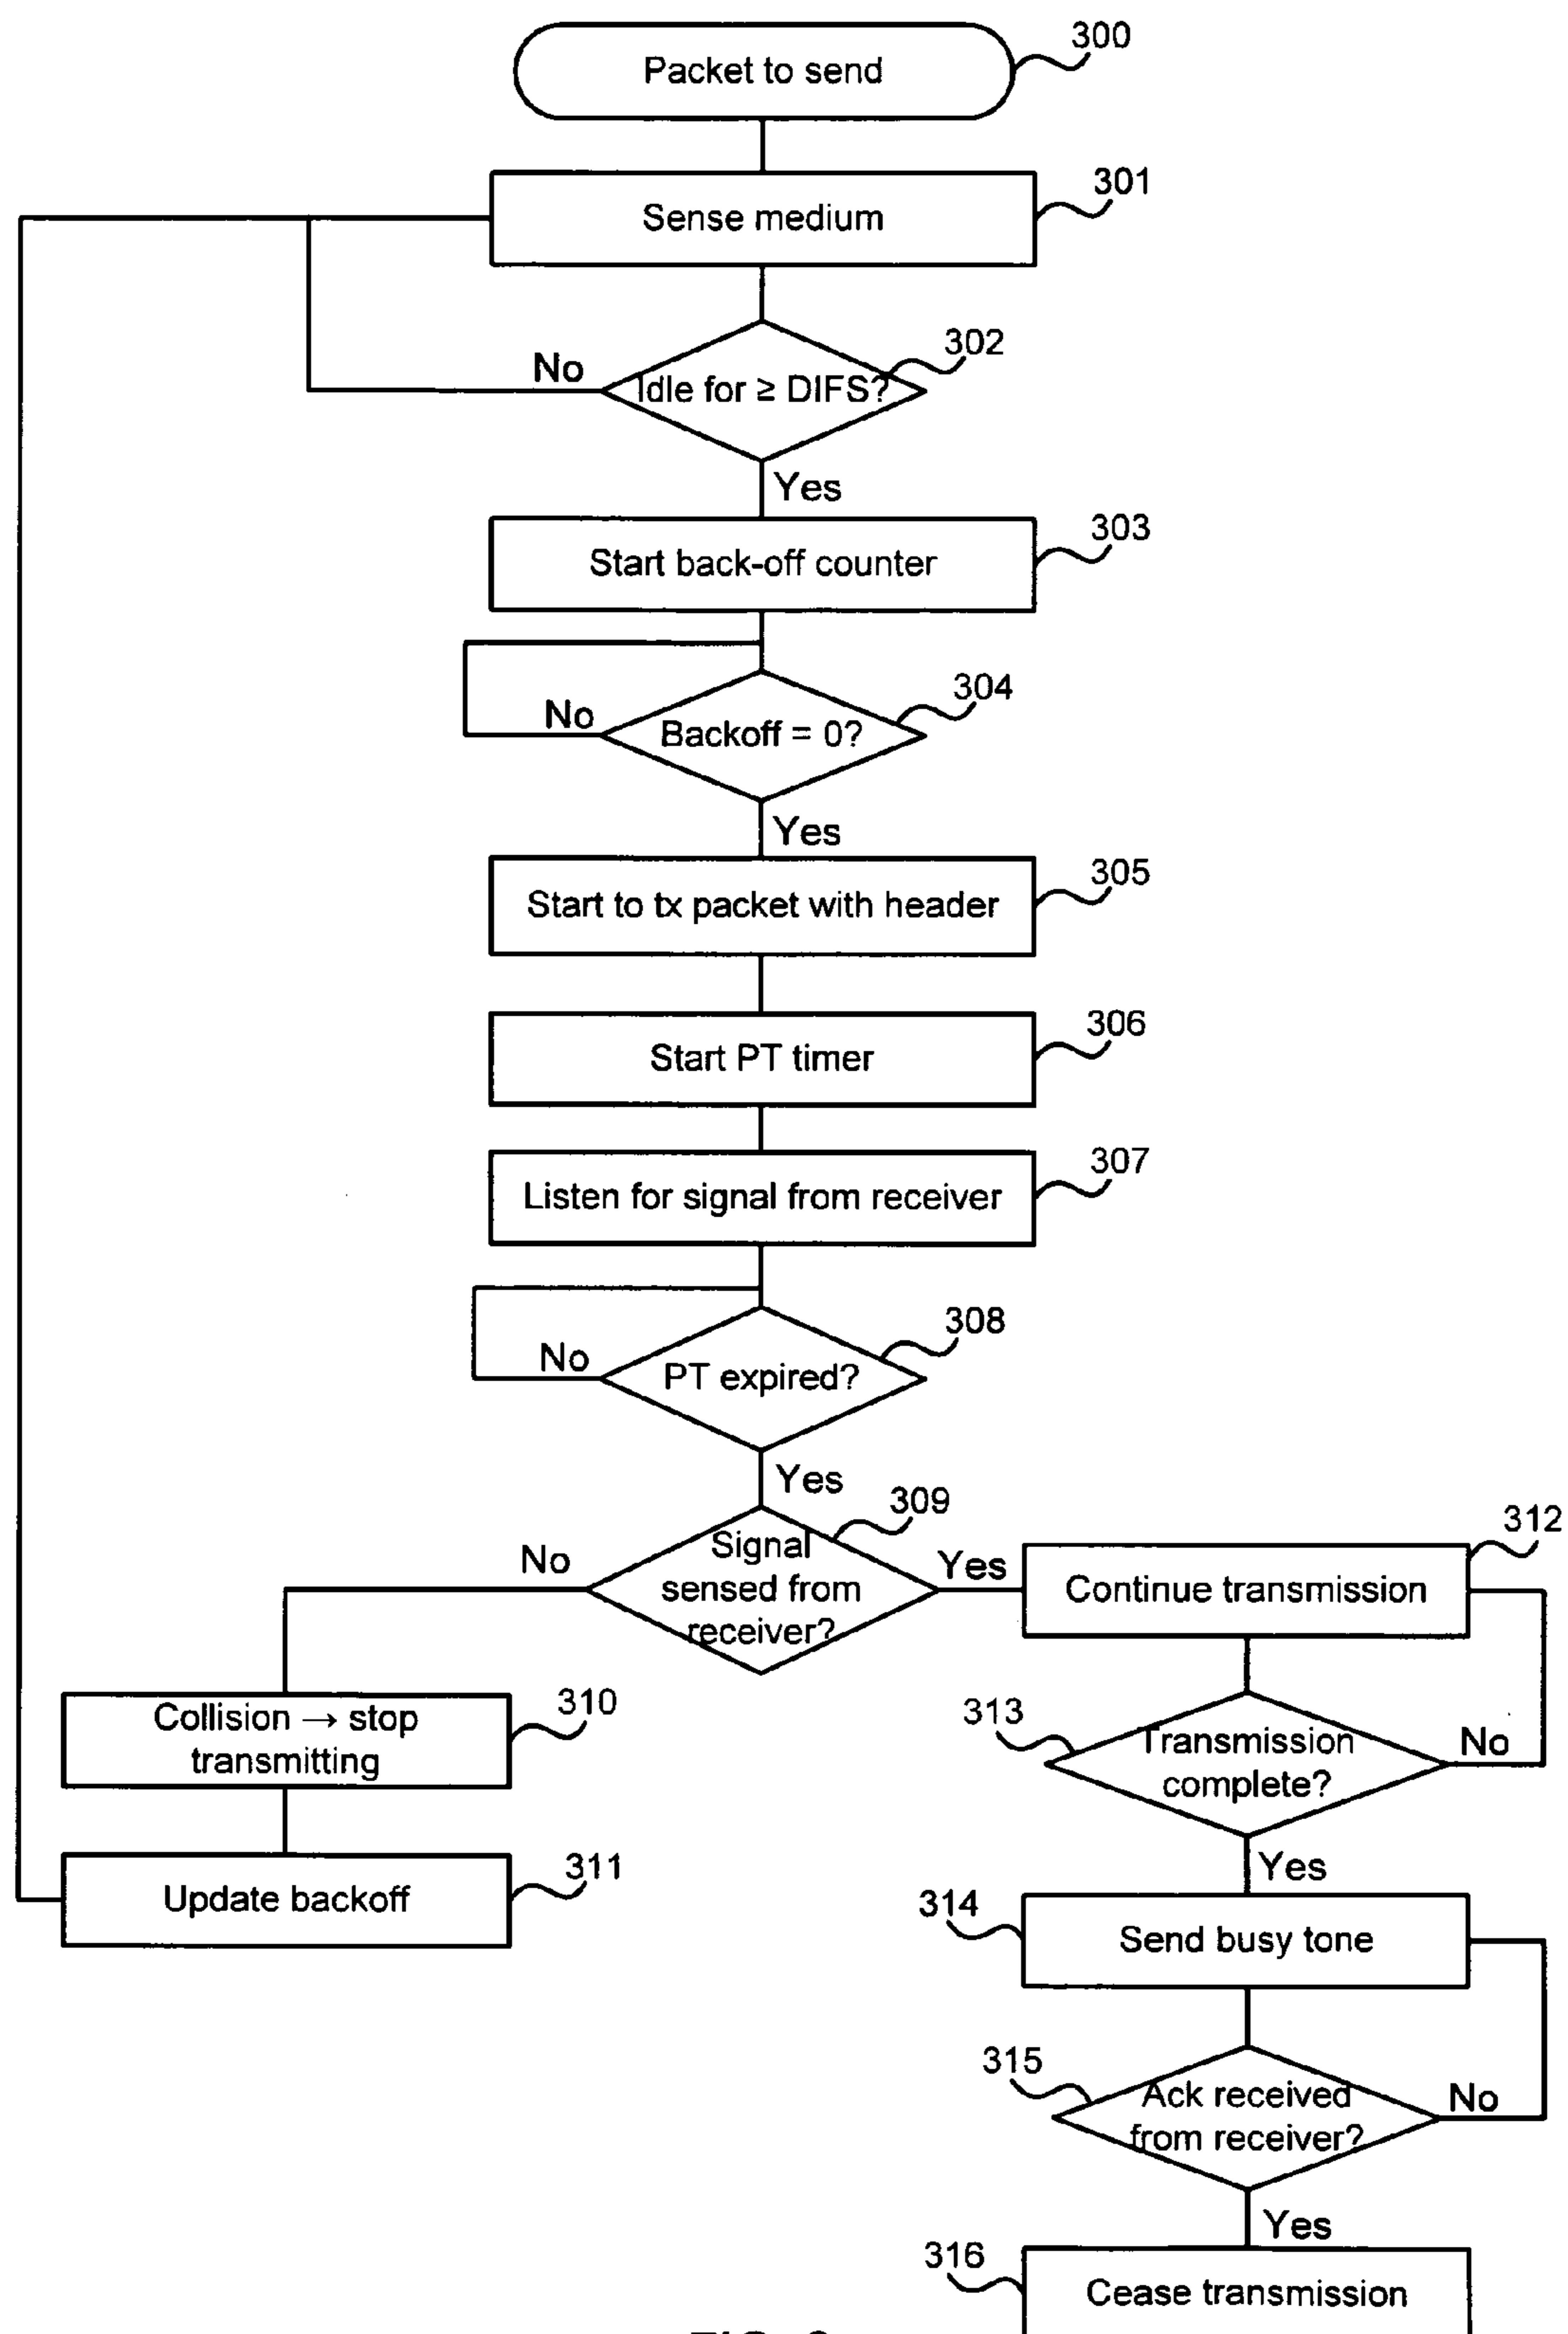 Packet to send
300
Sense medium
301
Idle for ≥ DIFS?
302
No
Yes
Start back-off counter
303
Backoff = 0?
304
No
Yes
Start to tx packet with header
305
Start PT timer
306
Listen for signal from receiver
307
PT expired?
308
No
Yes
Signal
sensed from
receiver?
309
No
Yes
Collision → stop
transmitting
310
Update backoff
311
Continue transmission
312
Transmission
complete?
313
No
Yes
Send busy tone
314
Ack received
from receiver?
315
No
Yes
Cease transmission
316